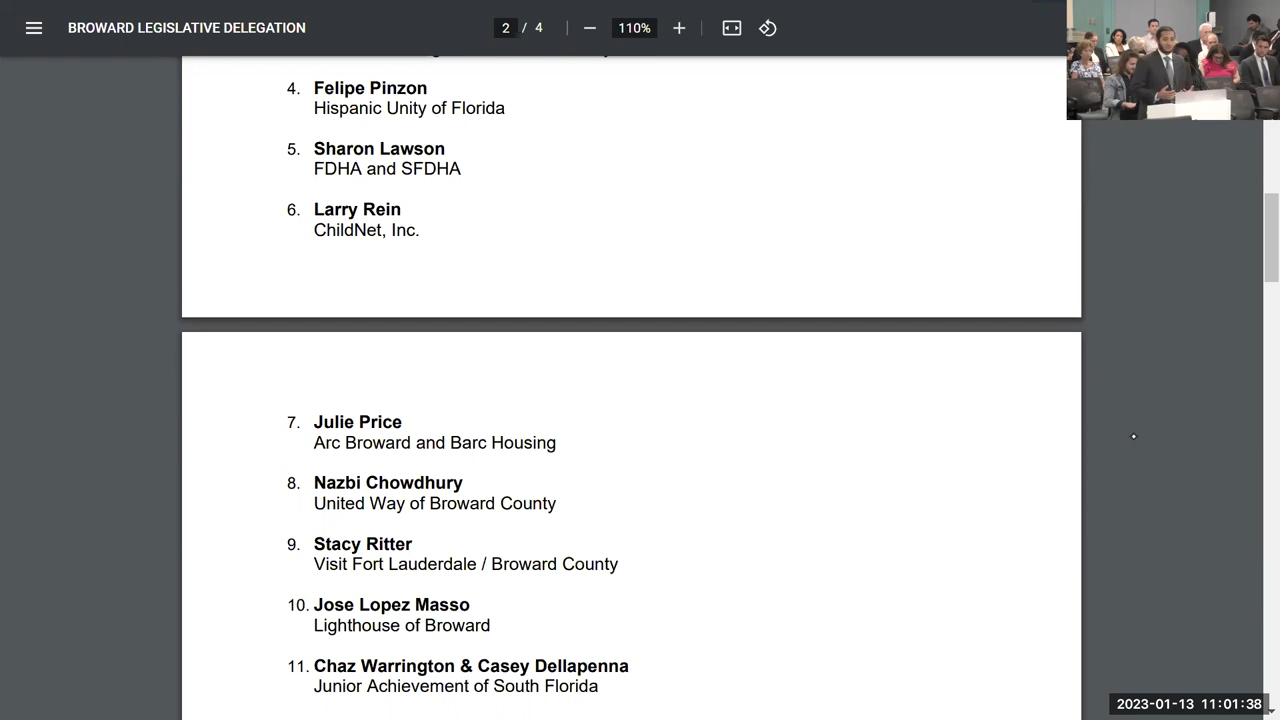 BROWARD LEGISLATIVE DELEGATION
2 / 4
110%
4. Felipe Pinzon
Hispanic Unity of Florida
5. Sharon Lawson
FDHA and SFDHA
6. Larry Rein
ChildNet, Inc.
7. Julie Price
Arc Broward and Barc Housing
8. Nazbi Chowdhury
United Way of Broward County
9. Stacy Ritter
Visit Fort Lauderdale / Broward County
10. Jose Lopez Masso
Lighthouse of Broward
11. Chaz Warrington & Casey Dellapenna
Junior Achievement of South Florida
2023-01-13 11:01:38